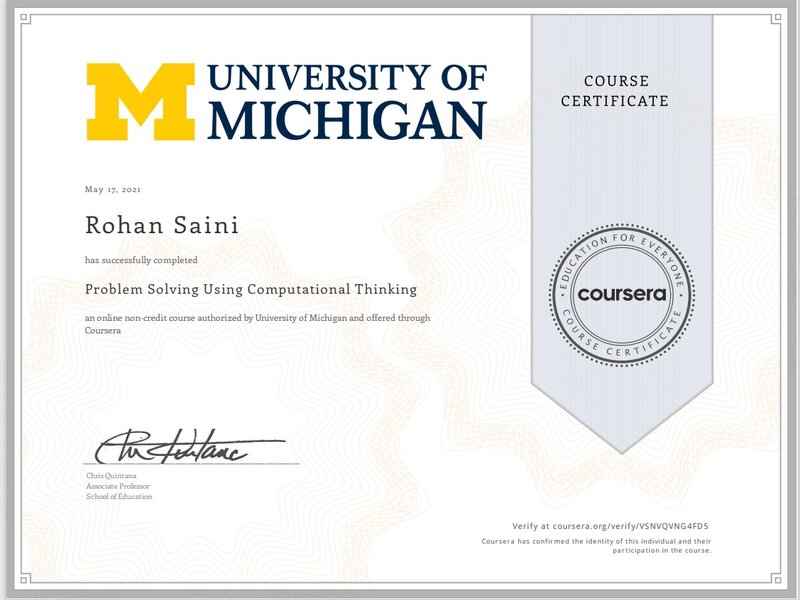 UNIVERSITY OF
MICHIGAN
COURSE
CERTIFICATE
May 17, 2021
Rohan Saini
has successfully completed
Problem Solving Using Computational Thinking
an online non-credit course authorized by University of Michigan and offered through
Coursera
EDUCATION FOR EVERYONE
coursera
COURSE CERTIFICATE
Chris Quintana
Chris Quintana
Associate Professor
School of Education
Verify at coursera.org/verify/VSNVQVNG4FD5
Coursera has confirmed the identity of this individual and their
participation in the course.